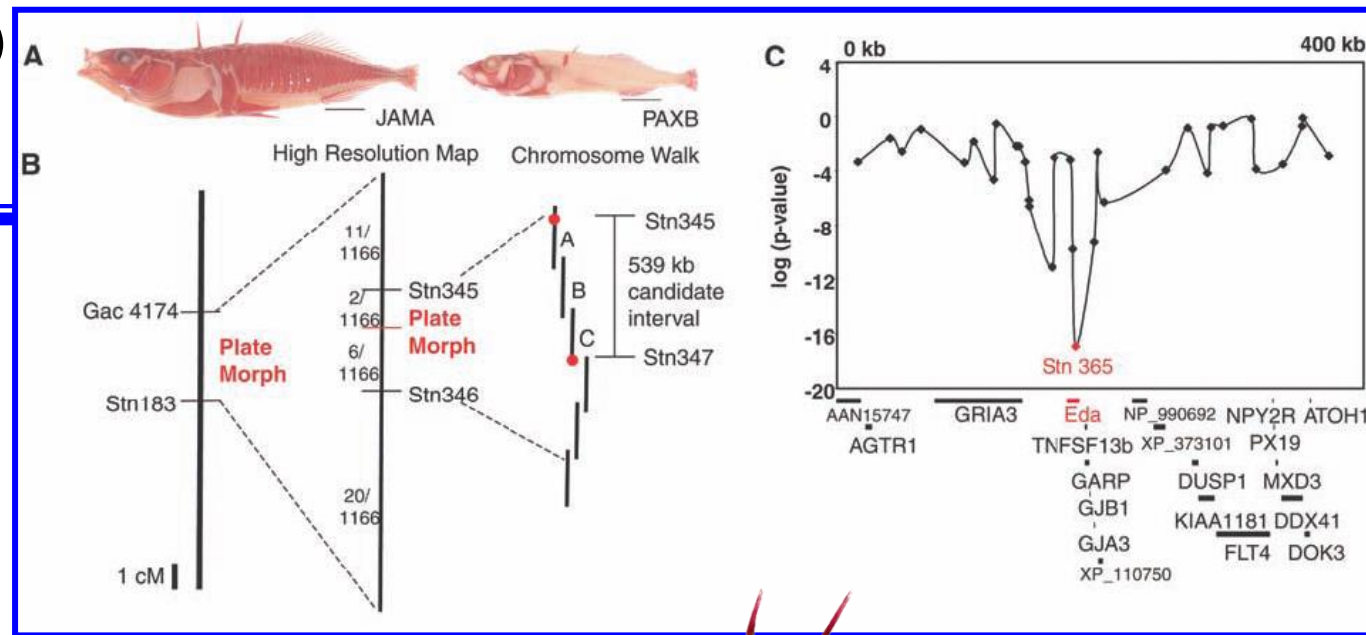 A
JAMA
PAXB
B
High Resolution Map
Chromosome Walk
Gac 4174
Stn183
Plate
Morph
1 cM
11/
1166
2/
1166
6/
1166
20/
1166
Stn345
Plate
Morph
Stn346
A
B
C
Stn345
539 kb
candidate
interval
Stn347
C
0 kb
400 kb
log (p-value)
4
0
-4
-8
-12
-16
-20
Stn 365
AAN15747
GRIA3
Eda
NP_990692
NPY2R
ATOH1
AGTR1
TNFSF13b
XP_373101
PX19
GARP
DUSP1
MXD3
GJB1
KIAA1181
DDX41
GJA3
FLT4
DOK3
XP_110750